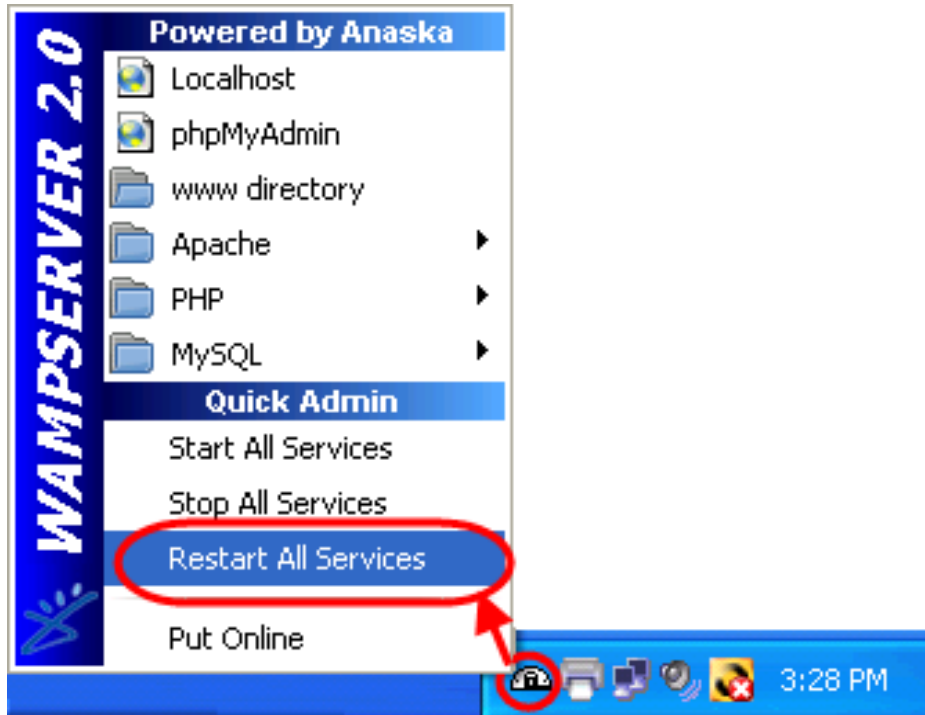 WAMPSERVER 2.0
Powered by Anaska
Localhost
phpMyAdmin
www directory
Apache
PHP
MySQL
Quick Admin
Start All Services
Stop All Services
Restart All Services
Put Online
3:28 PM